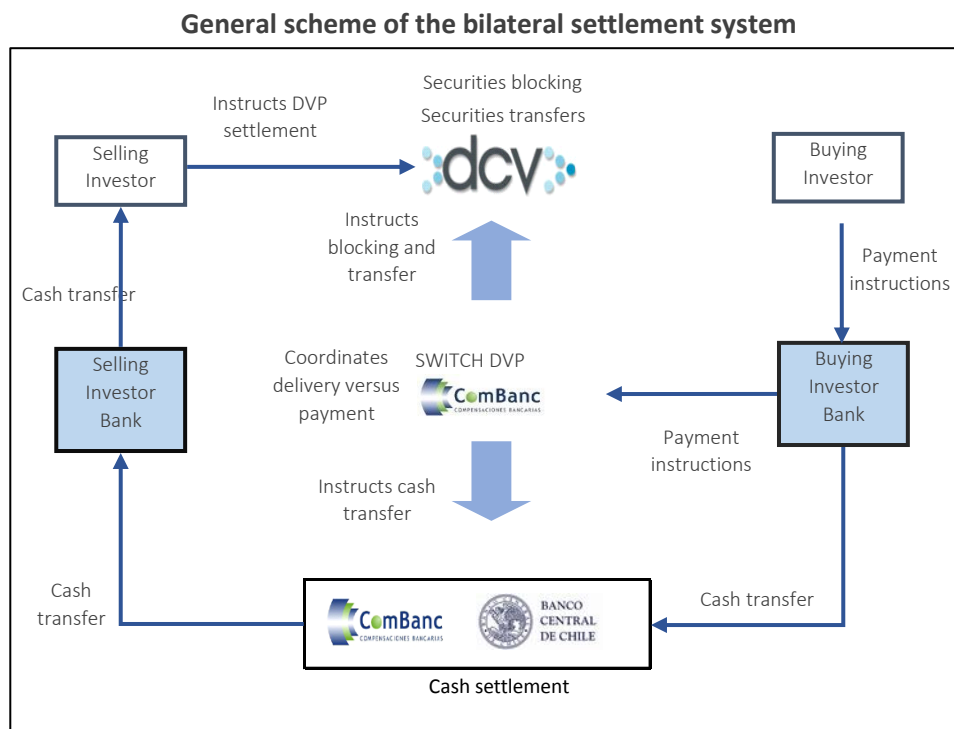 General scheme of the bilateral settlement system
Securities blocking
Securities transfers
Instructs DVP
settlement
Selling
Investor
dcv
Buying
Investor
Instructs
blocking and
transfer
Payment
instructions
Cash transfer
Selling
Investor
Bank
Coordinates
delivery versus
payment
SWITCH DVP
ComBanc
COMPENSACIONES BANCARIAS
Buying
Investor
Bank
Payment
instructions
Instructs cash
transfer
Cash
transfer
Cash transfer
ComBanc
COMPENSACIONES BANCARIAS
BANCO
CENTRAL
DE CHILE
Cash settlement